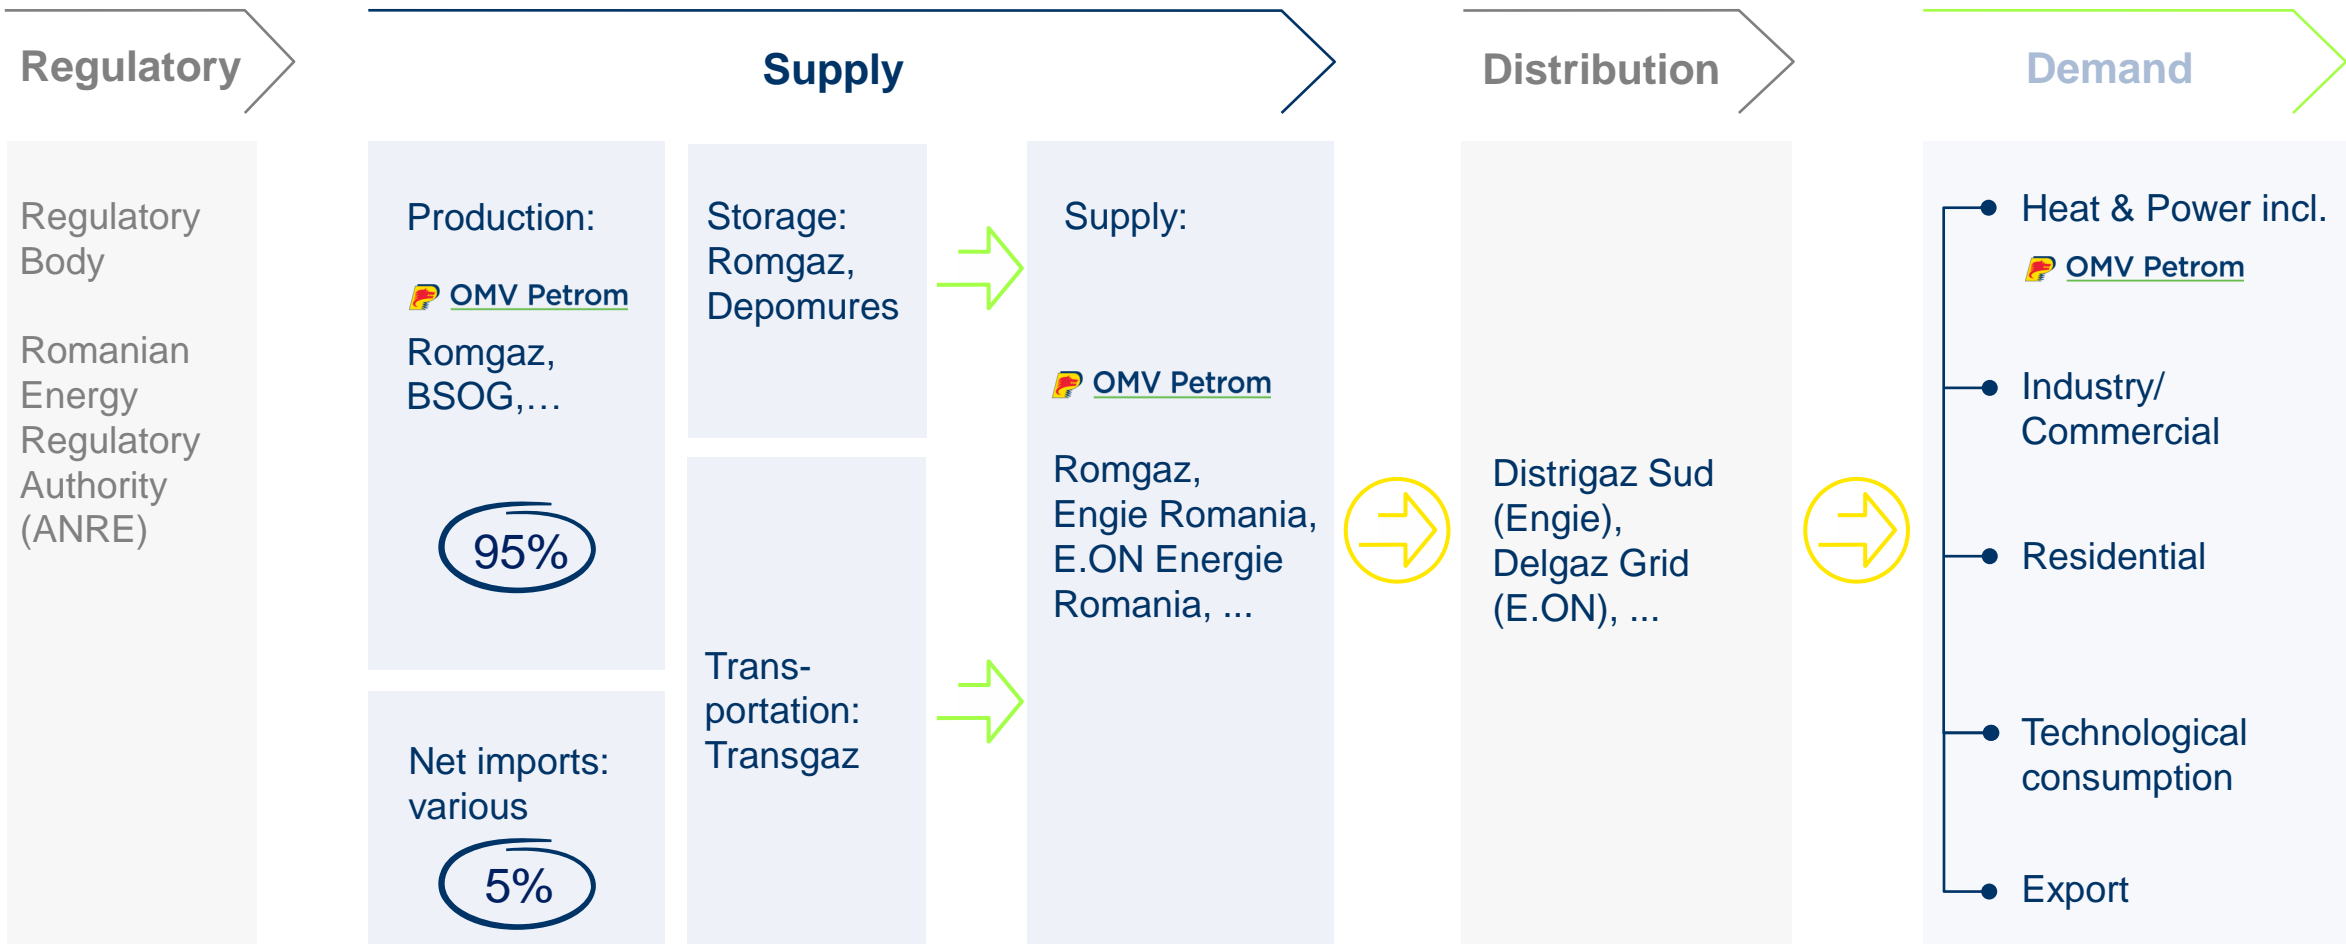 Regulatory
Supply
Distribution
Demand
Regulatory
Body
Romanian
Energy
Regulatory
Authority
(ANRE)
Production:
OMV Petrom
Romgaz,
BSOG,…
95%
Net imports:
various
5%
Storage:
Romgaz,
Depomures
Trans-
portation:
Transgaz
Supply:
OMV Petrom
Romgaz,
Engie Romania,
E.ON Energie
Romania, ...
Distrigaz Sud
(Engie),
Delgaz Grid
(E.ON), ...
Heat & Power incl.
OMV Petrom
Industry/
Commercial
Residential
Technological
consumption
Export